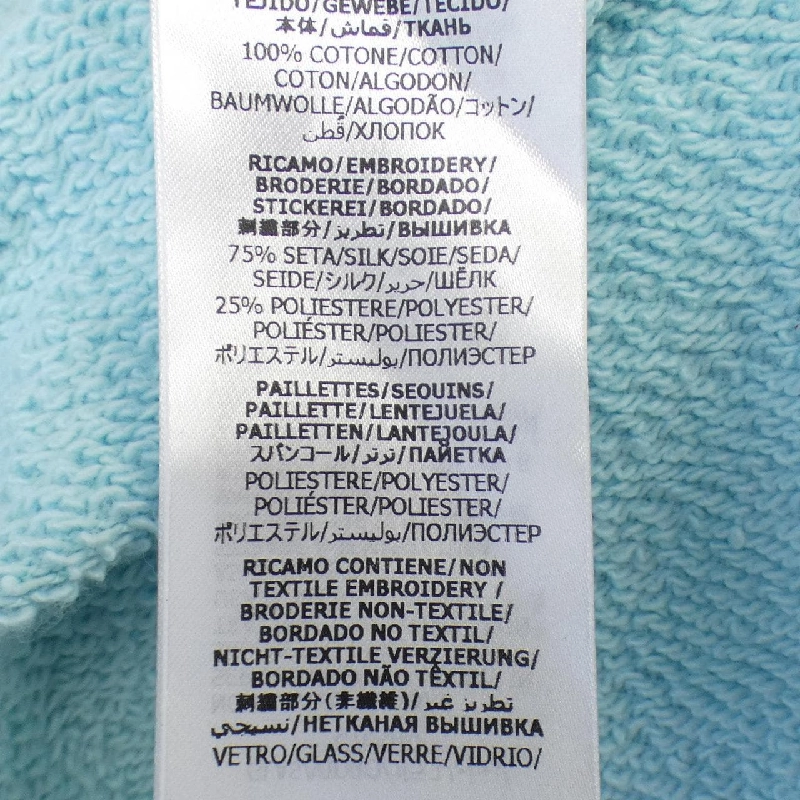 TEJIDO/GEWEBE/TECIDO/
本体/قماش/ТКАНЬ
100% COTONE/COTTON/
COTON/ALGODON/
BAUMWOLLE/ALGODÃO/コットン/
قُطن/ХЛОПОК
RICAMO/EMBROIDERY/
BRODERIE/BORDADO/
STICKEREI/BORDADO/
刺繍部分/تطريز/ВЫШИВКА
75% SETA/SILK/SOIE/SEDA/
SEIDE/シルク/حرير/ШЁЛК
25% POLIESTERE/POLYESTER/
POLIÉSTER/POLIESTER/
ポリエステル/بوليستر/ПОЛИЭСТЕР
PAILLETTES/SEQUINS/
PAILLETTE/LENTEJUELA/
PAILLETTEN/LANTEJOULA/
スパンコール/ترتر/ПАЙЕТКА
POLIESTERE/POLYESTER/
POLIÉSTER/POLIESTER/
ポリエステル/بوليستر/ПОЛИЭСТЕР
RICAMO CONTIENE/NON
TEXTILE EMBROIDERY /
BRODERIE NON-TEXTILE/
BORDADO NO TEXTIL/
NICHT-TEXTILE VERZIERUNG/
BORDADO NÃO TÊXTIL/
刺繍部分(非繊維)/تطريز غير
نسيجي/НЕТКАНАЯ ВЫШИВКА
VETRO/GLASS/VERRE/VIDRIO/